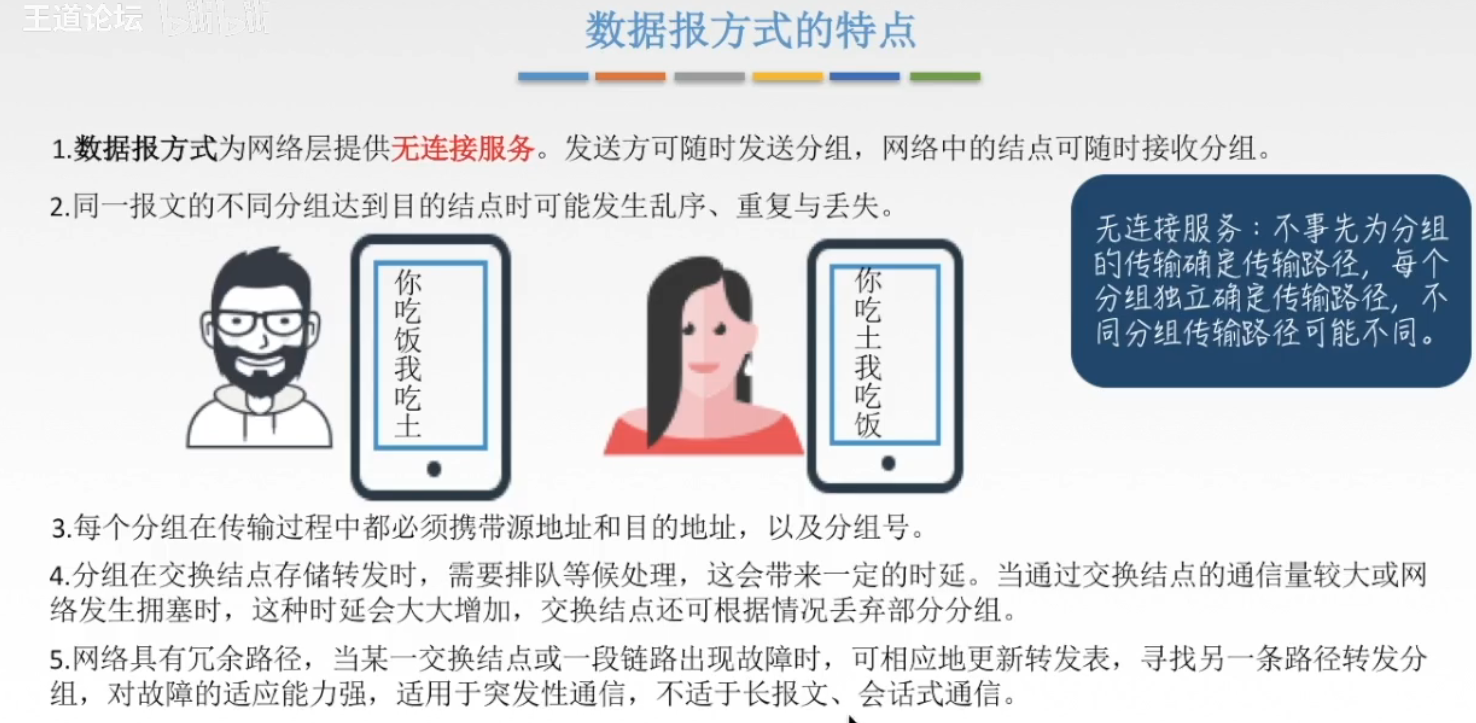 王道论坛 bilibili
数据报方式的特点
1.数据报方式为网络层提供无连接服务。发送方可随时发送分组，网络中的结点可随时接收分组。
2.同一报文的不同分组达到目的结点时可能发生乱序、重复与丢失。
无连接服务：不事先为分组
的传输确定传输路径，每个
分组独立确定传输路径，不
同分组传输路径可能不同。
你
吃
饭
我
吃
土
你
吃
土
我
吃
饭
3.每个分组在传输过程中都必须携带源地址和目的地址，以及分组号。
4.分组在交换结点存储转发时，需要排队等候处理，这会带来一定的时延。当通过交换结点的通信量较大或网
络发生拥塞时，这种时延会大大增加，交换结点还可根据情况丢弃部分分组。
5.网络具有冗余路径，当某一交换结点或一段链路出现故障时，可相应地更新转发表，寻找另一条路径转发分
组，对故障的适应能力强，适用于突发性通信，不适于长报文、会话式通信。